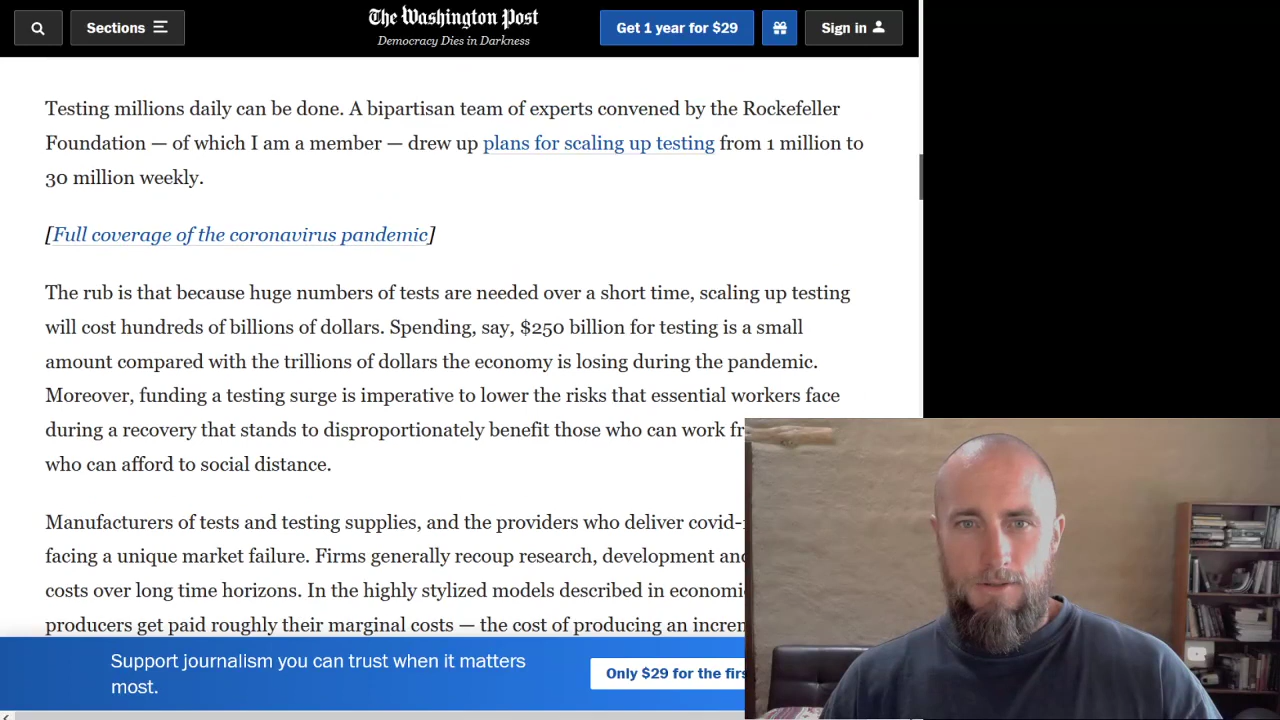 Sections
The Washington Post
Democracy Dies in Darkness
Get 1 year for $29
Sign in
Testing millions daily can be done. A bipartisan team of experts convened by the Rockefeller
Foundation — of which I am a member — drew up plans for scaling up testing from 1 million to
30 million weekly.
[Full coverage of the coronavirus pandemic]
The rub is that because huge numbers of tests are needed over a short time, scaling up testing
will cost hundreds of billions of dollars. Spending, say, $250 billion for testing is a small
amount compared with the trillions of dollars the economy is losing during the pandemic.
Moreover, funding a testing surge is imperative to lower the risks that essential workers face
during a recovery that stands to disproportionately benefit those who can work
who can afford to social distance.
Manufacturers of tests and testing supplies, and the providers who deliver
facing a unique market failure. Firms generally recoup research, development
costs over long time horizons. In the highly stylized models described in
producers get paid roughly their marginal costs — the cost of producing an
Support journalism you can trust when it matters
most.
Only $29 for the